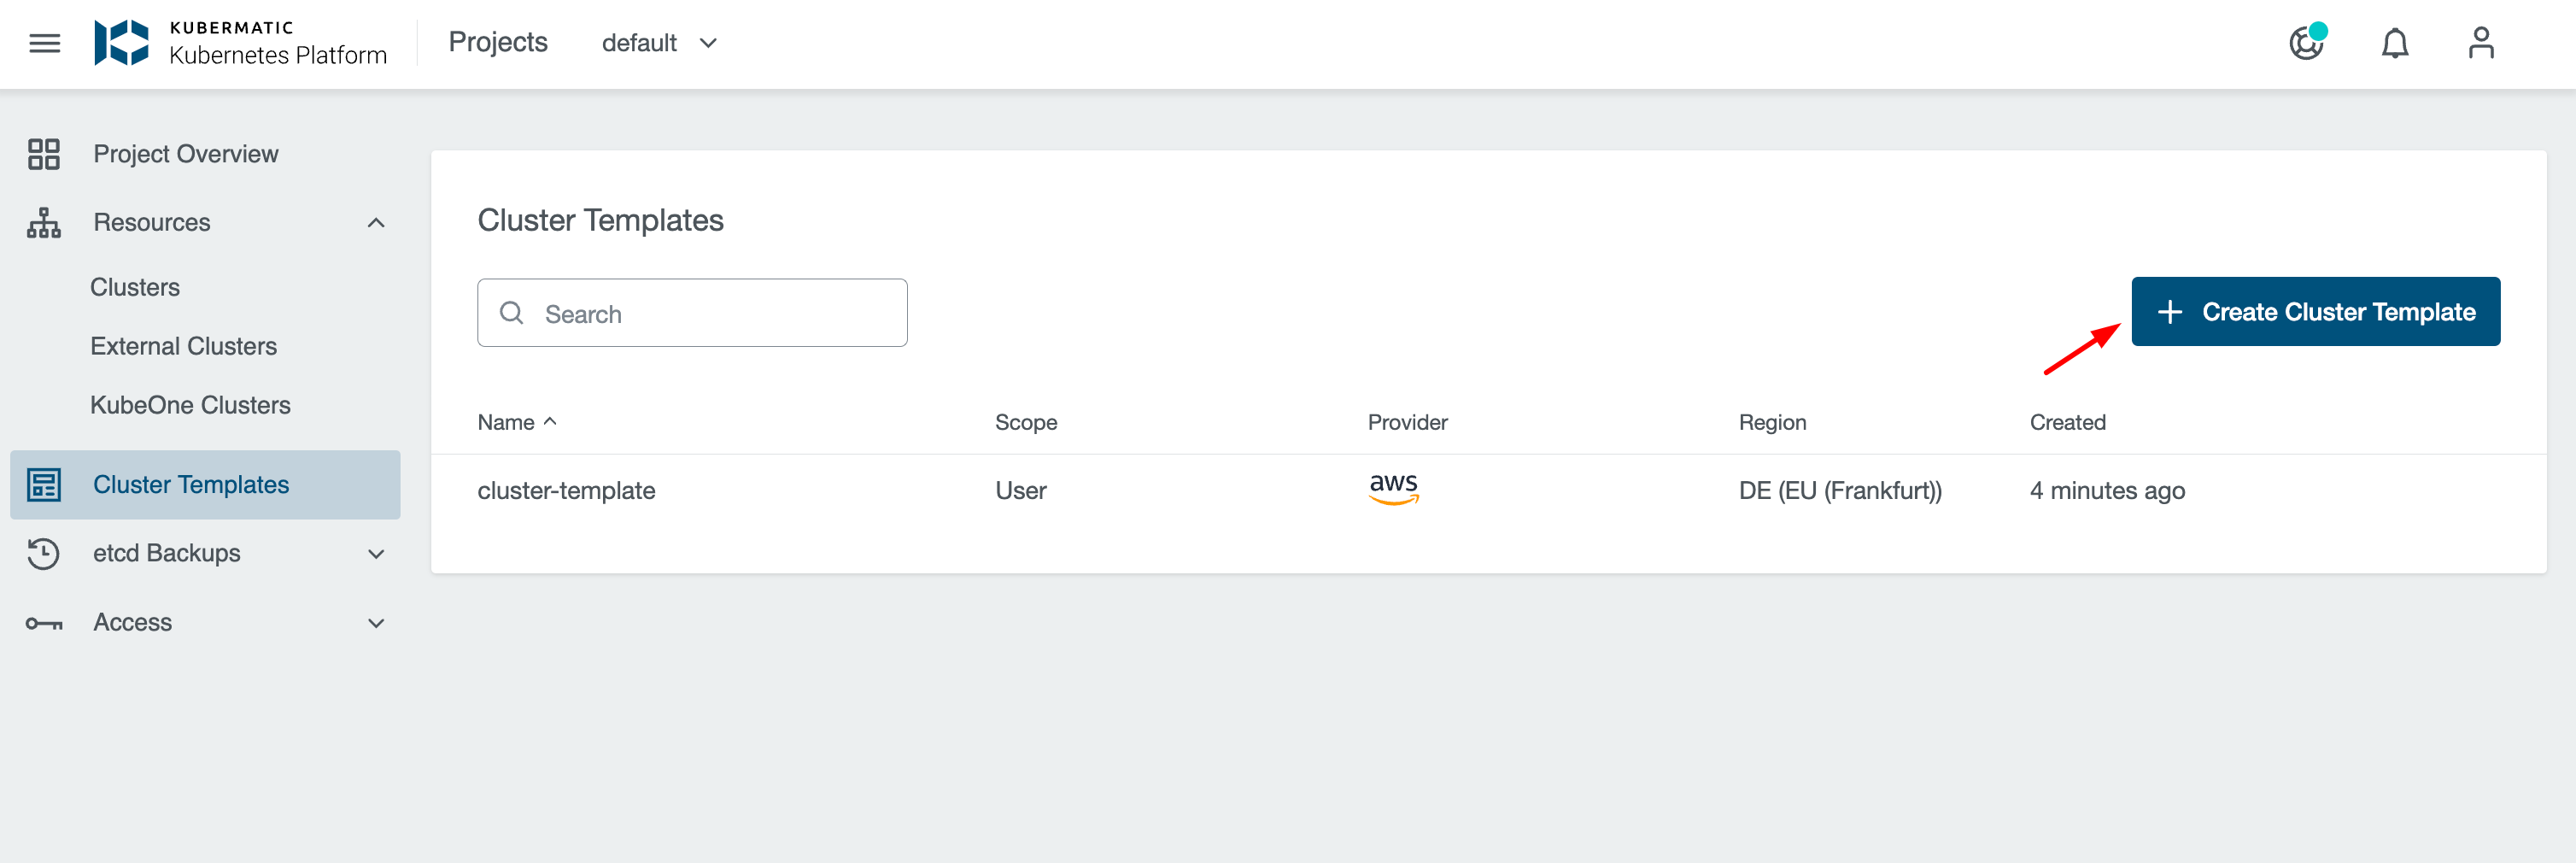 KUBERMATIC
Kubernetes Platform
Projects
default
Project Overview
Resources
Clusters
External Clusters
KubeOne Clusters
Cluster Templates
etcd Backups
Access
Cluster Templates
Search
Create Cluster Template
Name Scope Provider Region Created
cluster-template User aws DE (EU (Frankfurt)) 4 minutes ago